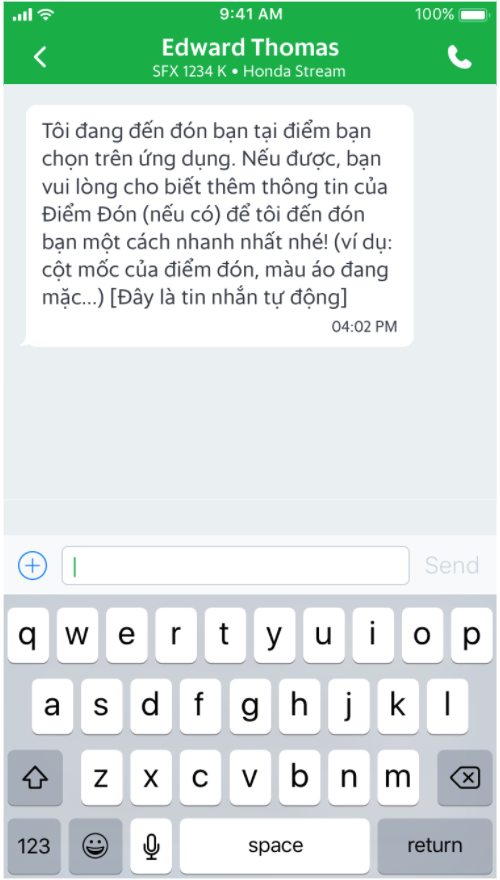 9:41 AM
100%
Edward Thomas
SFX 1234 K • Honda Stream
Tôi đang đến đón bạn tại điểm bạn
chọn trên ứng dụng. Nếu được, bạn
vui lòng cho biết thêm thông tin của
Điểm Đón (nếu có) để tôi đến đón
bạn một cách nhanh nhất nhé! (ví dụ:
cột mốc của điểm đón, màu áo đang
mặc...) [Đây là tin nhắn tự động]
04:02 PM
Send
q w e r t y u i o p
a s d f g h j k l
z x c v b n m
123 space return